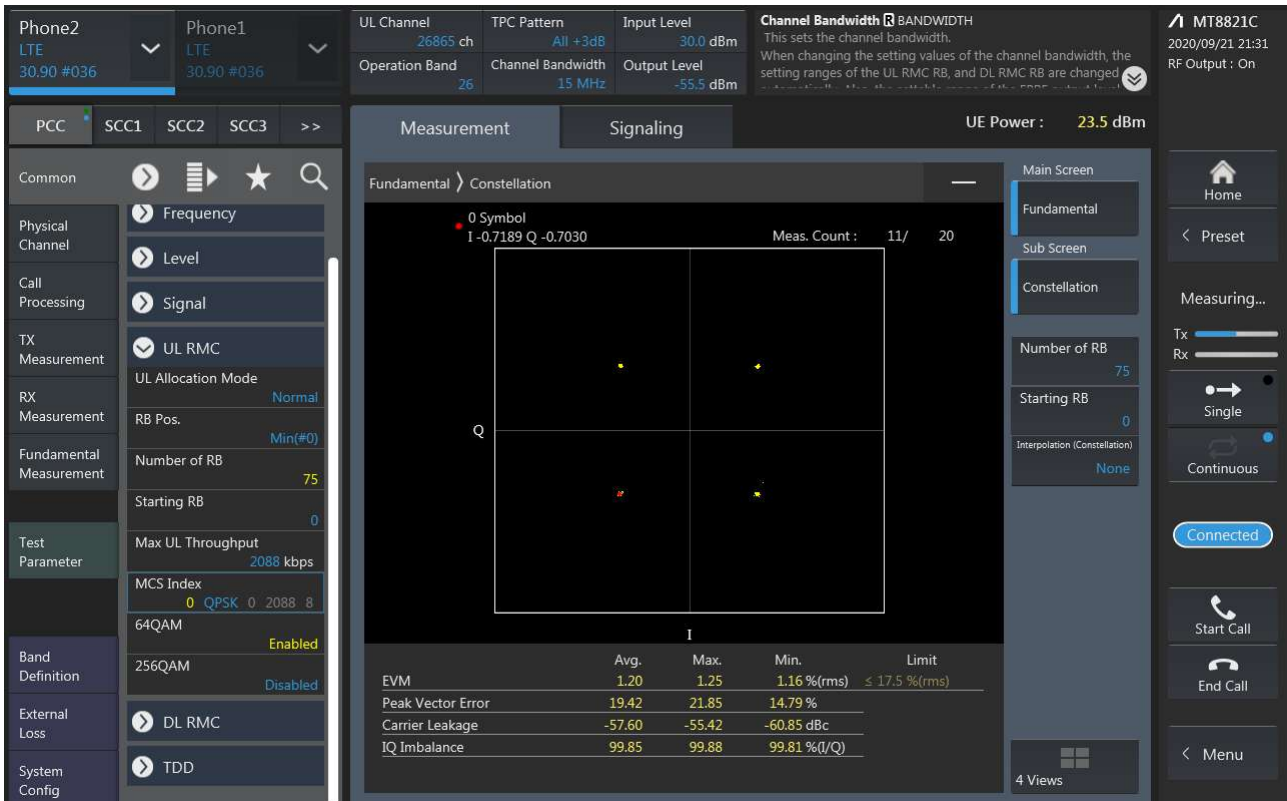 Phone2
LTE
30.90 #036
Phone1
LTE
30.90 #036
UL Channel
26865 ch
TPC Pattern
All +3dB
Input Level
30.0 dBm
Operation Band
26
Channel Bandwidth
15 MHz
Output Level
-55.5 dBm
Channel Bandwidth R BANDWIDTH
This sets the channel bandwidth.
When changing the setting values of the channel bandwidth, the
setting ranges of the UL RMC RB, and DL RMC RB are changed
MT8821C
2020/09/21 21:31
RF Output : On
PCC SCC1 SCC2 SCC3 >>
Measurement
Signaling
UE Power : 23.5 dBm
Common
Physical
Channel
Call
Processing
TX
Measurement
RX
Measurement
Fundamental
Measurement
Test
Parameter
Band
Definition
External
Loss
System
Config
Frequency
Level
Signal
UL RMC
UL Allocation Mode
Normal
RB Pos.
Min(#0)
Number of RB
75
Starting RB
0
Max UL Throughput
2088 kbps
MCS Index
0 QPSK 0 2088 8
64QAM
Enabled
256QAM
Disabled
DL RMC
TDD
Fundamental 〉 Constellation
0 Symbol
I -0.7189 Q -0.7030
Meas. Count : 11/ 20
Q
I
Avg. Max. Min. Limit
EVM 1.20 1.25 1.16 %(rms) ≤ 17.5 %(rms)
Peak Vector Error 19.42 21.85 14.79 %
Carrier Leakage -57.60 -55.42 -60.85 dBc
IQ Imbalance 99.85 99.88 99.81 %(I/Q)
Main Screen
Fundamental
Sub Screen
Constellation
Number of RB
75
Starting RB
0
Interpolation (Constellation)
None
4 Views
Home
< Preset
Measuring...
Tx
Rx
Single
Continuous
Connected
Start Call
End Call
< Menu